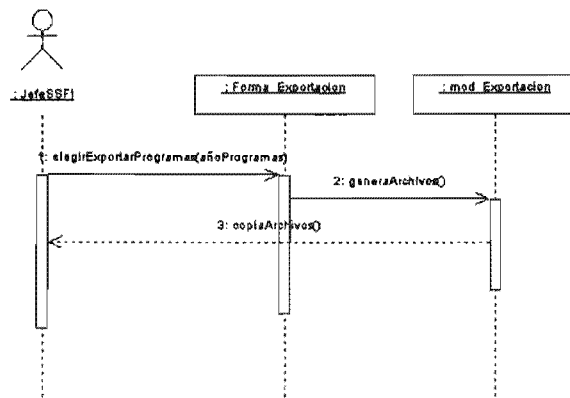 : JefeSSFI
: Forma_Exportacion
: mod_Exportacion
1: elegirExportarProgramas(añoProgramas)
2: generaArchivos()
3: copiaArchivos()